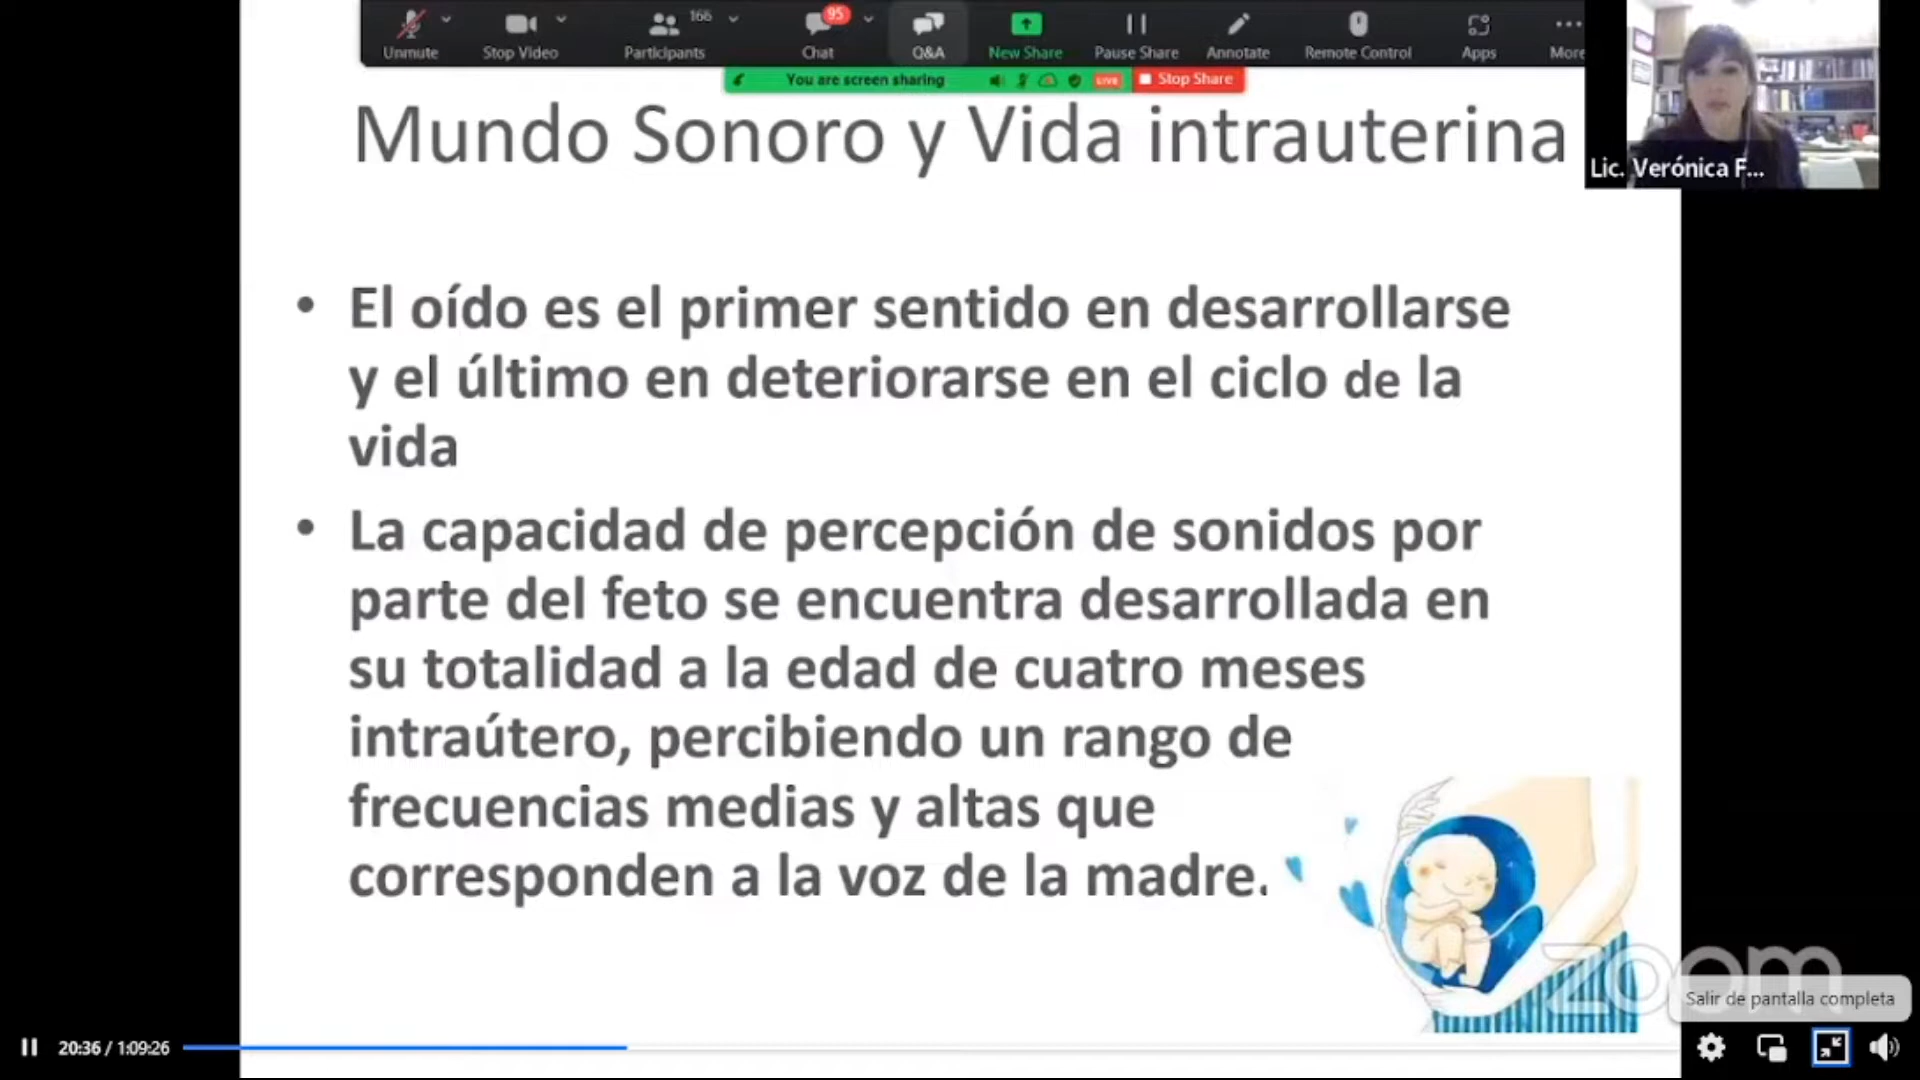 166
95
Unmute
Stop Video
Participants
Chat
Q&A
New Share
Pause Share
Annotate
Remote Control
Apps
More
You are screen sharing
LIVE
Stop Share
Lic. Verónica F...
Mundo Sonoro y Vida intrauterina
• El oído es el primer sentido en desarrollarse
y el último en deteriorarse en el ciclo de la
vida
• La capacidad de percepción de sonidos por
parte del feto se encuentra desarrollada en
su totalidad a la edad de cuatro meses
intraútero, percibiendo un rango de
frecuencias medias y altas que
corresponden a la voz de la madre.
zoom
Salir de pantalla completa
20:36 / 1:09:26